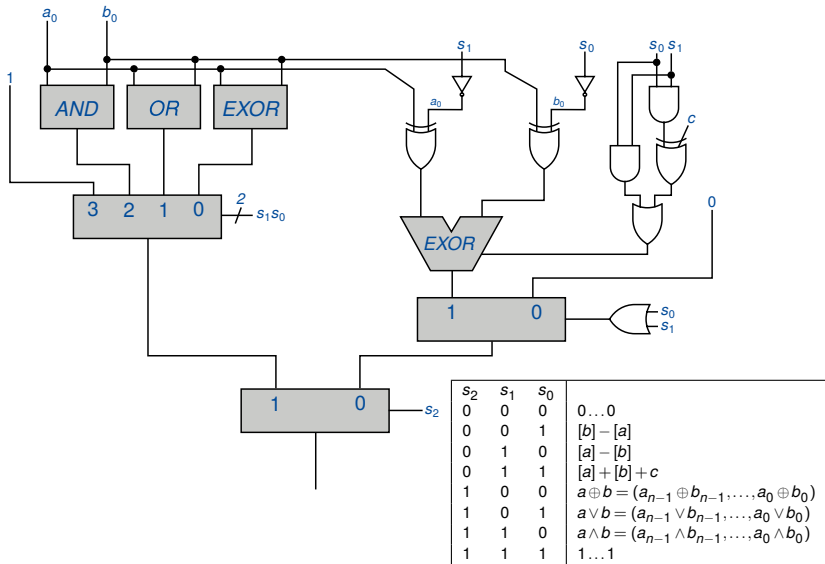 a₀ b₀
s₁ s₀ s₀ s₁
1
AND OR EXOR
a₀ b₀
c
3 2 1 0
2
s₁s₀
0
EXOR
1 0
s₀
s₁
1 0
s₂
s₂ s₁ s₀
0 0 0 0...0
0 0 1 [b]−[a]
0 1 0 [a]−[b]
0 1 1 [a]+[b]+c
1 0 0 a⊕b=(aₙ₋₁⊕bₙ₋₁,...,a₀⊕b₀)
1 0 1 a∨b=(aₙ₋₁∨bₙ₋₁,...,a₀∨b₀)
1 1 0 a∧b=(aₙ₋₁∧bₙ₋₁,...,a₀∧b₀)
1 1 1 1...1